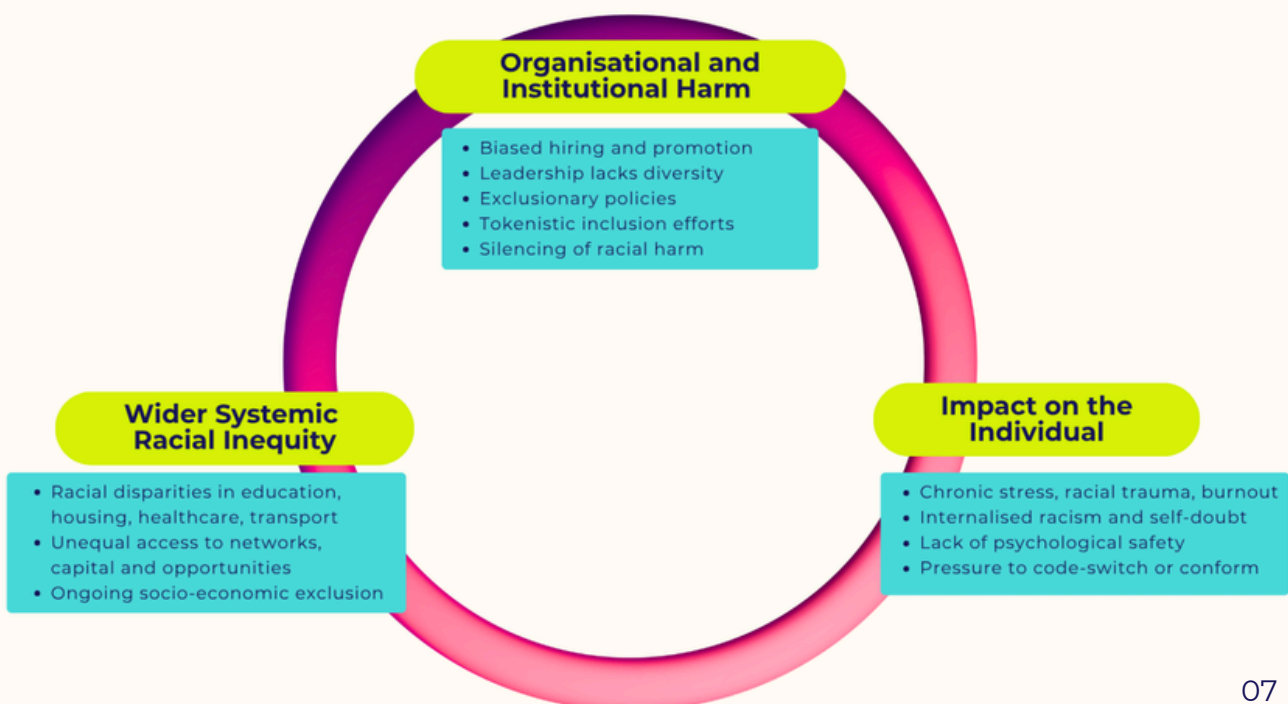 Organisational and
Institutional Harm
• Biased hiring and promotion
• Leadership lacks diversity
• Exclusionary policies
• Tokenistic inclusion efforts
• Silencing of racial harm
Wider Systemic
Racial Inequity
• Racial disparities in education,
housing, healthcare, transport
• Unequal access to networks,
capital and opportunities
• Ongoing socio-economic exclusion
Impact on the
Individual
• Chronic stress, racial trauma, burnout
• Internalised racism and self-doubt
• Lack of psychological safety
• Pressure to code-switch or conform
07